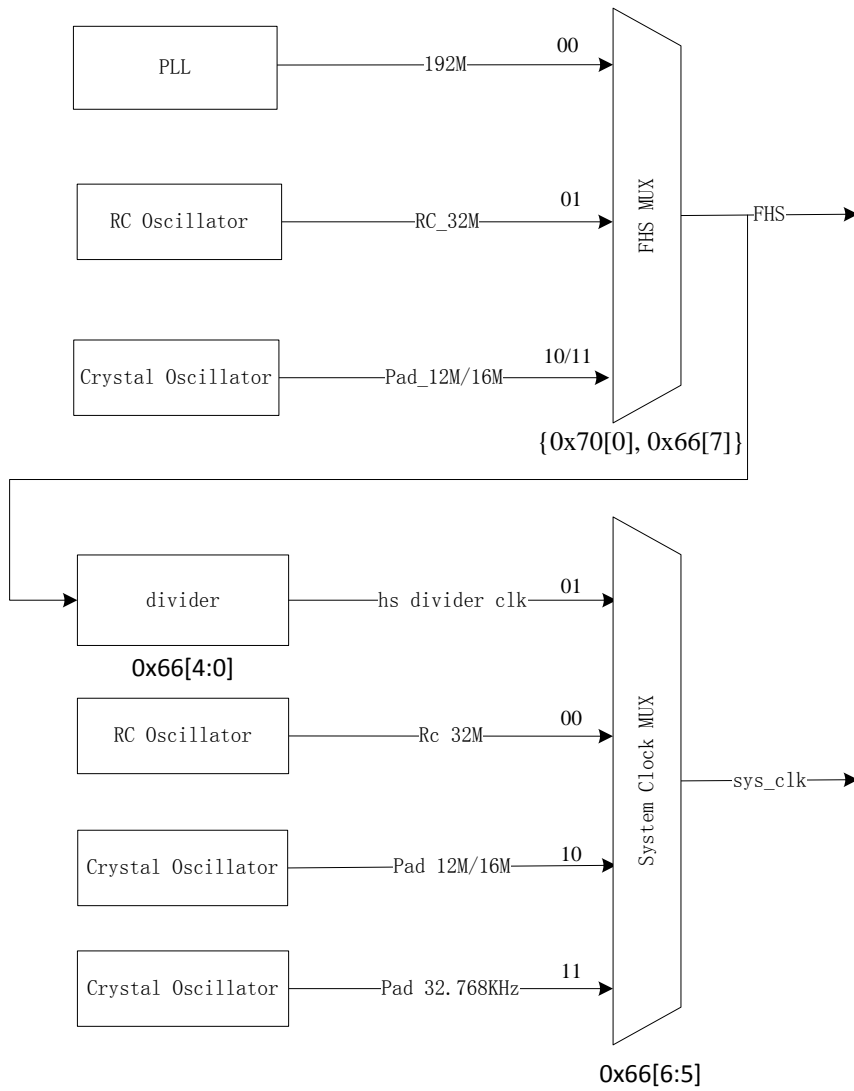 00
PLL
192M
01
RC Oscillator
RC_32M
FHS MUX
FHS
10/11
Crystal Oscillator
Pad_12M/16M
{0x70[0], 0x66[7]}
divider
hs divider clk
01
0x66[4:0]
RC Oscillator
Rc 32M
00
System Clock MUX
sys_clk
Crystal Oscillator
Pad 12M/16M
10
Crystal Oscillator
Pad 32.768KHz
11
0x66[6:5]